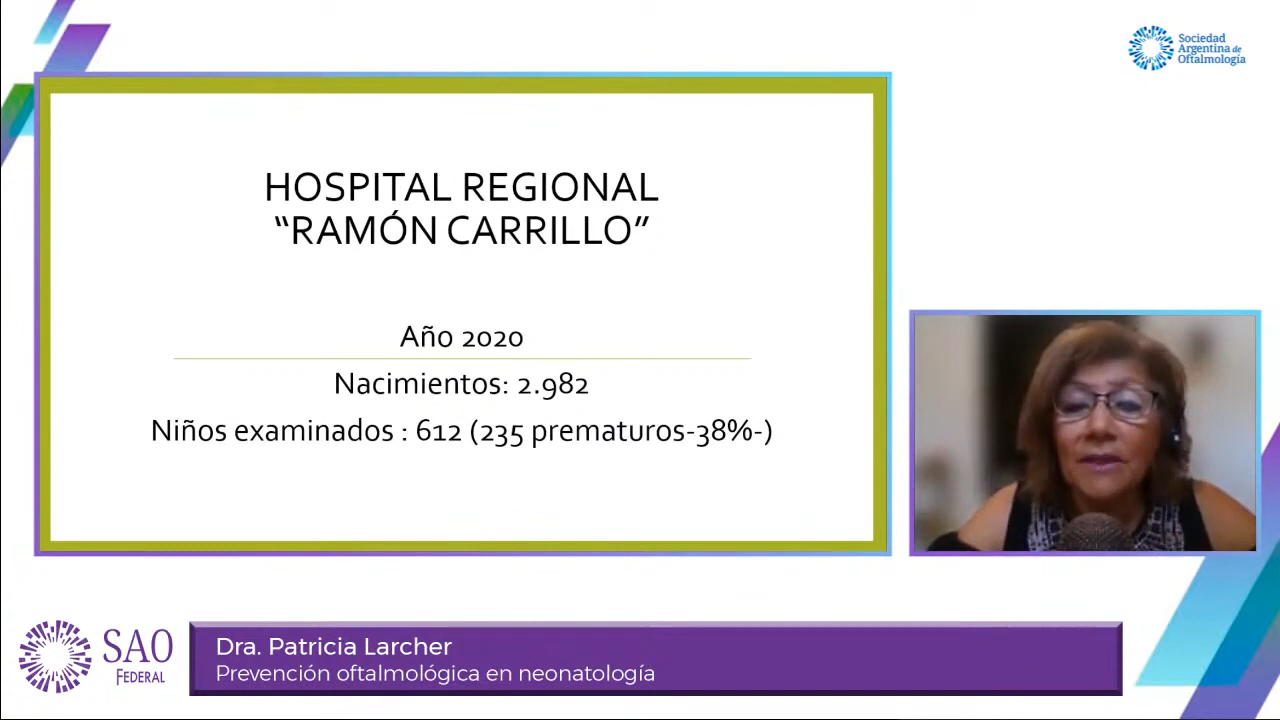 Sociedad
Argentina de
Oftalmología
HOSPITAL REGIONAL
“RAMÓN CARRILLO”
Año 2020
Nacimientos: 2.982
Niños examinados : 612 (235 prematuros-38%-)
SAO
FEDERAL
Dra. Patricia Larcher
Prevención oftalmológica en neonatología